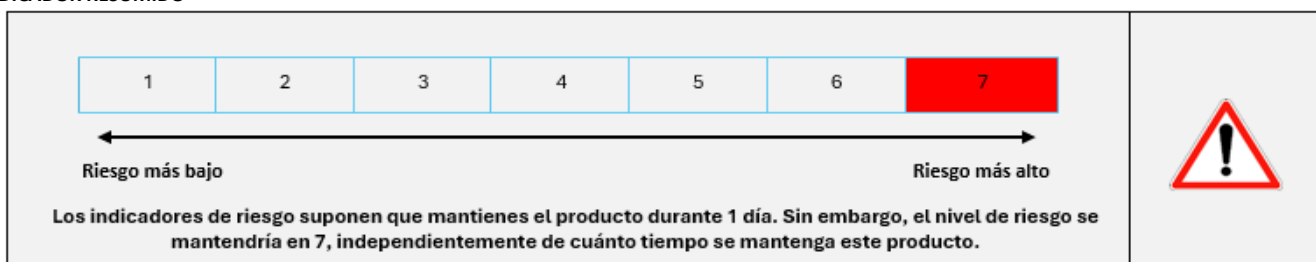 1 2 3 4 5 6 7
Riesgo más bajo Riesgo más alto
Los indicadores de riesgo suponen que mantienes el producto durante 1 día. Sin embargo, el nivel de riesgo se
mantendría en 7, independientemente de cuánto tiempo se mantenga este producto.